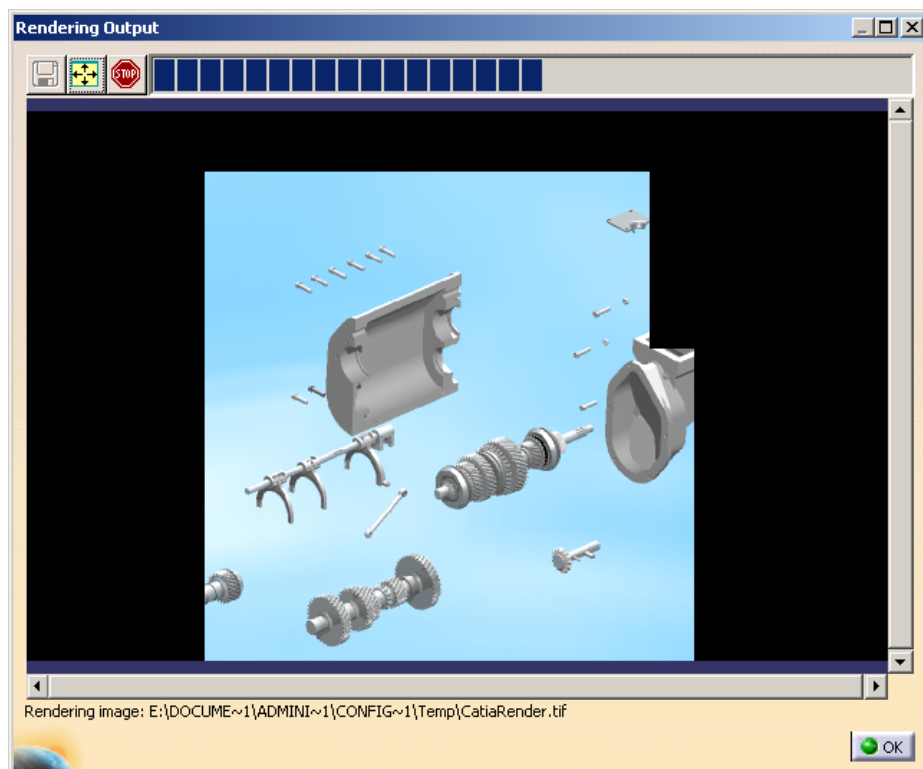 Rendering Output
STOP
Rendering image: E:\DOCUME~1\ADMINI~1\CONFIG~1\Temp\CatiaRender.tif
OK